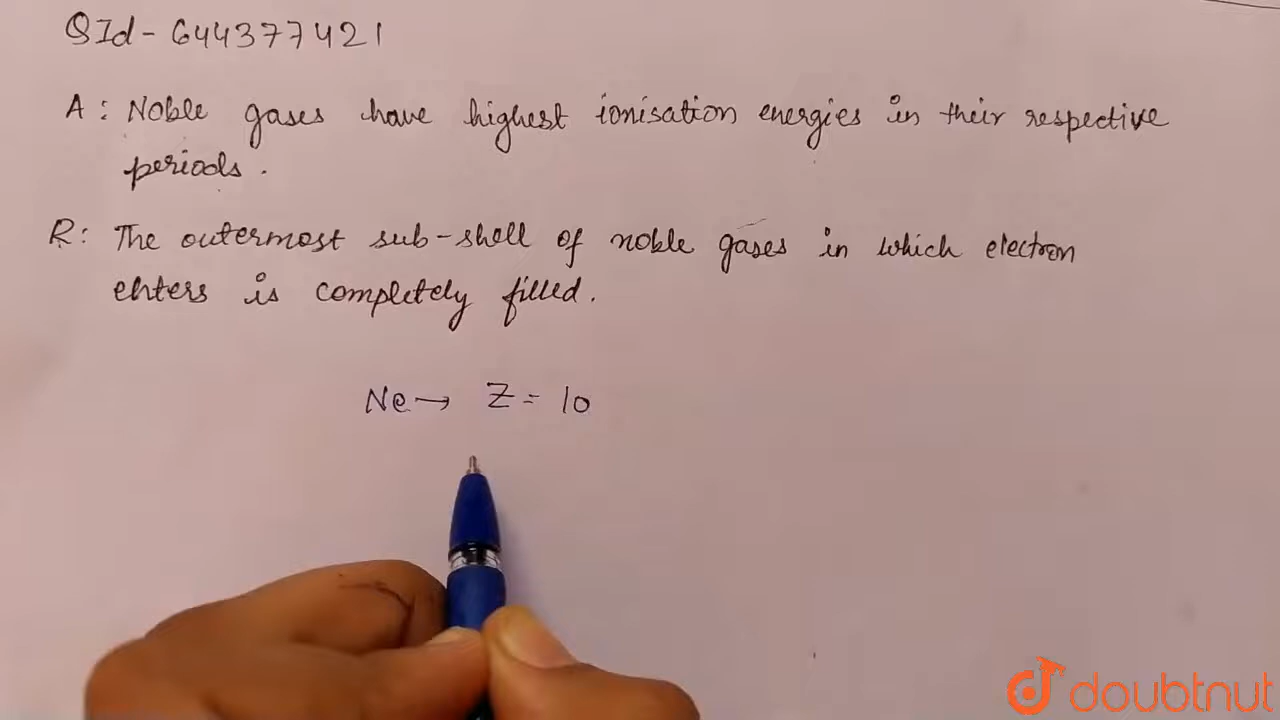 QId - 644377421
A: Noble gases have highest ionisation energies in their respective
periods.
R: The outermost sub-shell of noble gases in which electron
enters is completely filled.
Ne → Z = 10
doubtnut